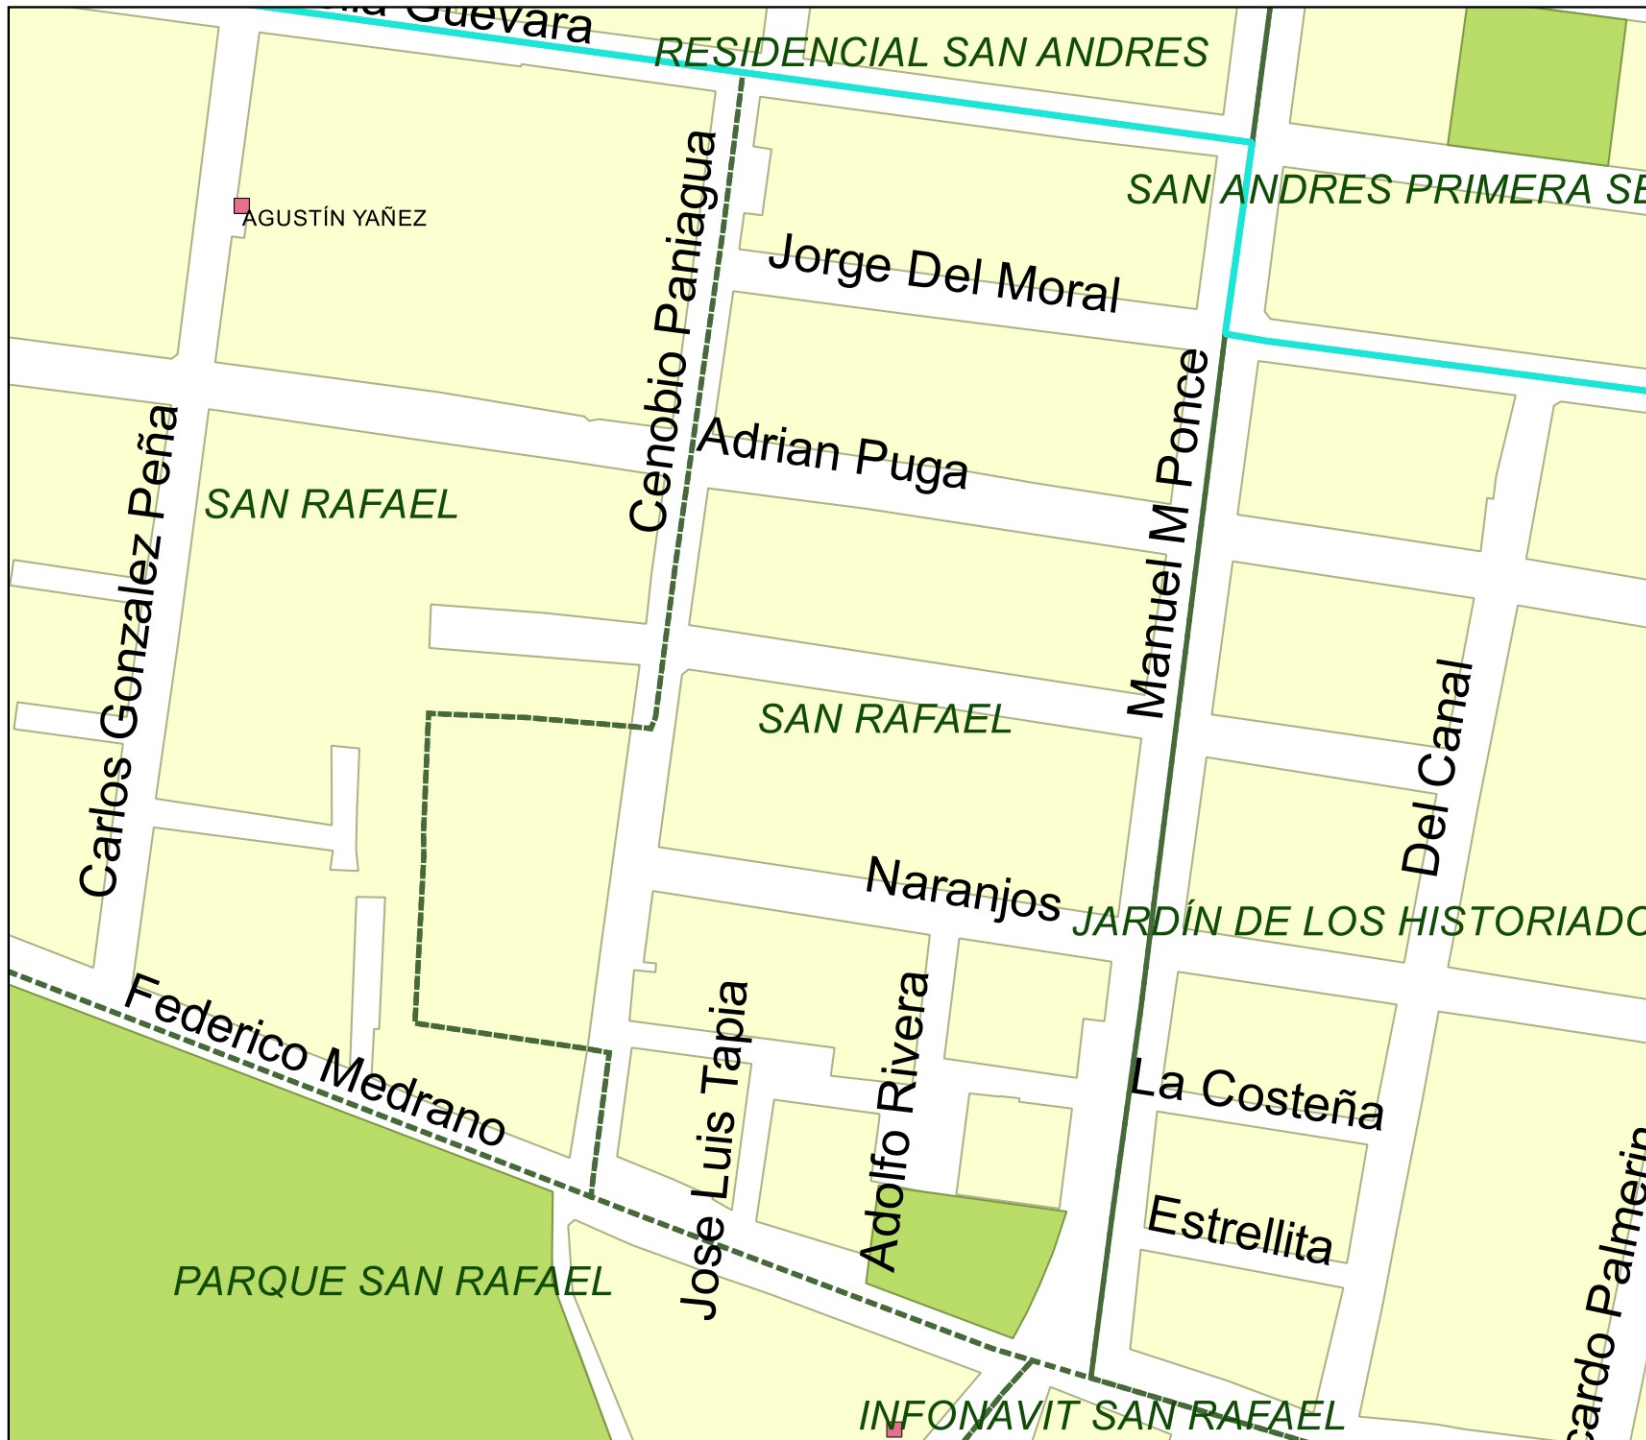 Guevara
RESIDENCIAL SAN ANDRES
SAN ANDRES PRIMERA
AGUSTÍN YAÑEZ
Cenobio Paniagua
Jorge Del Moral
Manuel M Ponce
Carlos Gonzalez Peña
Adrian Puga
SAN RAFAEL
Del Canal
SAN RAFAEL
Naranjos
JARDÍN DE LOS
Federico Medrano
Jose Luis Tapia
Adolfo Rivera
La Costeña
Estrellita
Palmerin
PARQUE SAN RAFAEL
INFONAVIT SAN RAFAEL